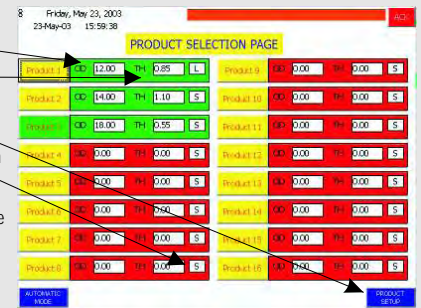 8 Friday, May 23, 2003
ACK
23-May-03 15:59:38
PRODUCT SELECTION PAGE
Product 1 OD 12.00 TH 0.85 L
Product 9 OD 0.00 TH 0.00 S
Product 2 OD 14.00 TH 1.10 S
Product 10 OD 0.00 TH 0.00 S
OD 18.00 TH 0.55 S
Product 11 OD 0.00 TH 0.00 S
Product 4 OD 0.00 TH 0.00 S
Product 12 OD 0.00 TH 0.00 S
Product 5 OD 0.00 TH 0.00 S
Product 13 OD 0.00 TH 0.00 S
Product 6 OD 0.00 TH 0.00 S
Product 14 OD 0.00 TH 0.00 S
Product 7 OD 0.00 TH 0.00 S
Product 15 OD 0.00 TH 0.00 S
Product 8 OD 0.00 TH 0.00 S
Product 16 OD 0.00 TH 0.00 S
AUTOMATIC
MODE
PRODUCT
SETUP